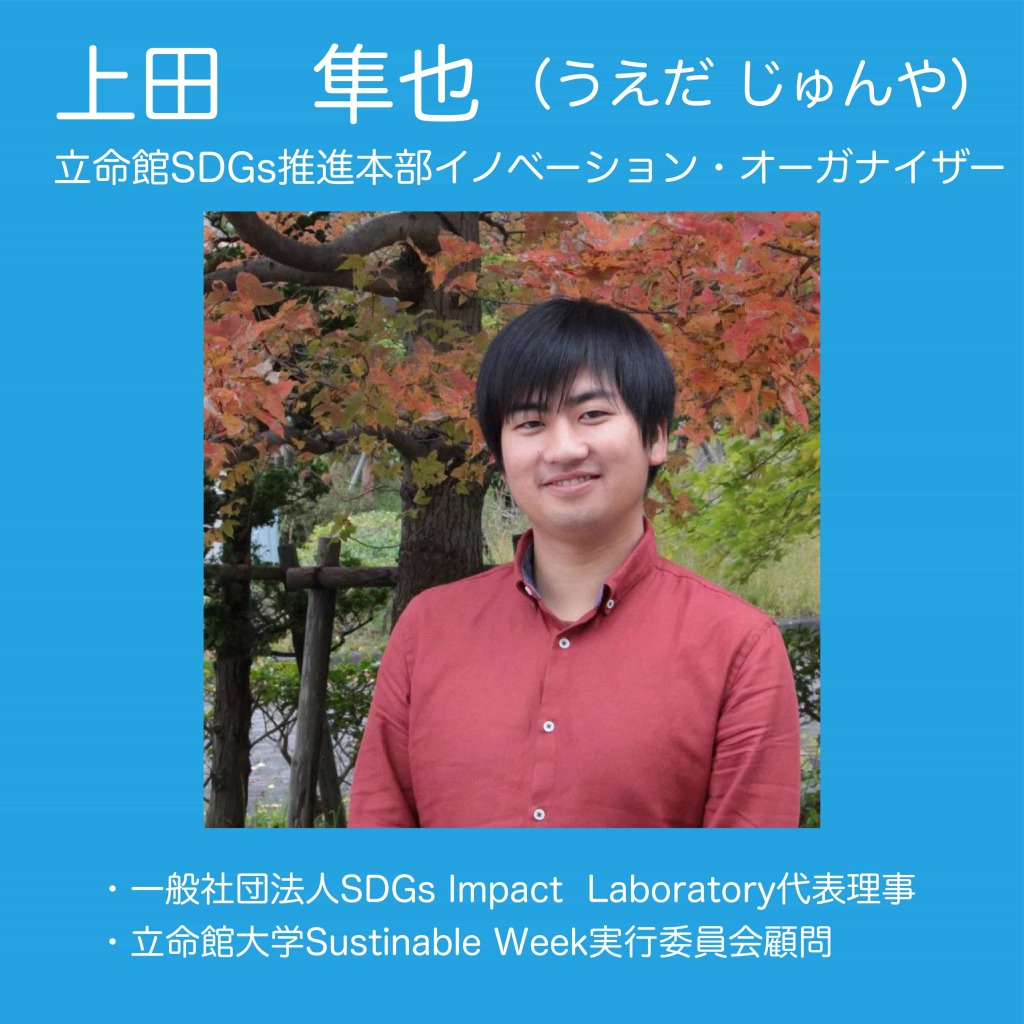 上田　隼也（うえだ じゅんや）
立命館SDGs推進本部イノベーション・オーガナイザー
・一般社団法人SDGs Impact Laboratory代表理事
・立命館大学Sustinable Week実行委員会顧問